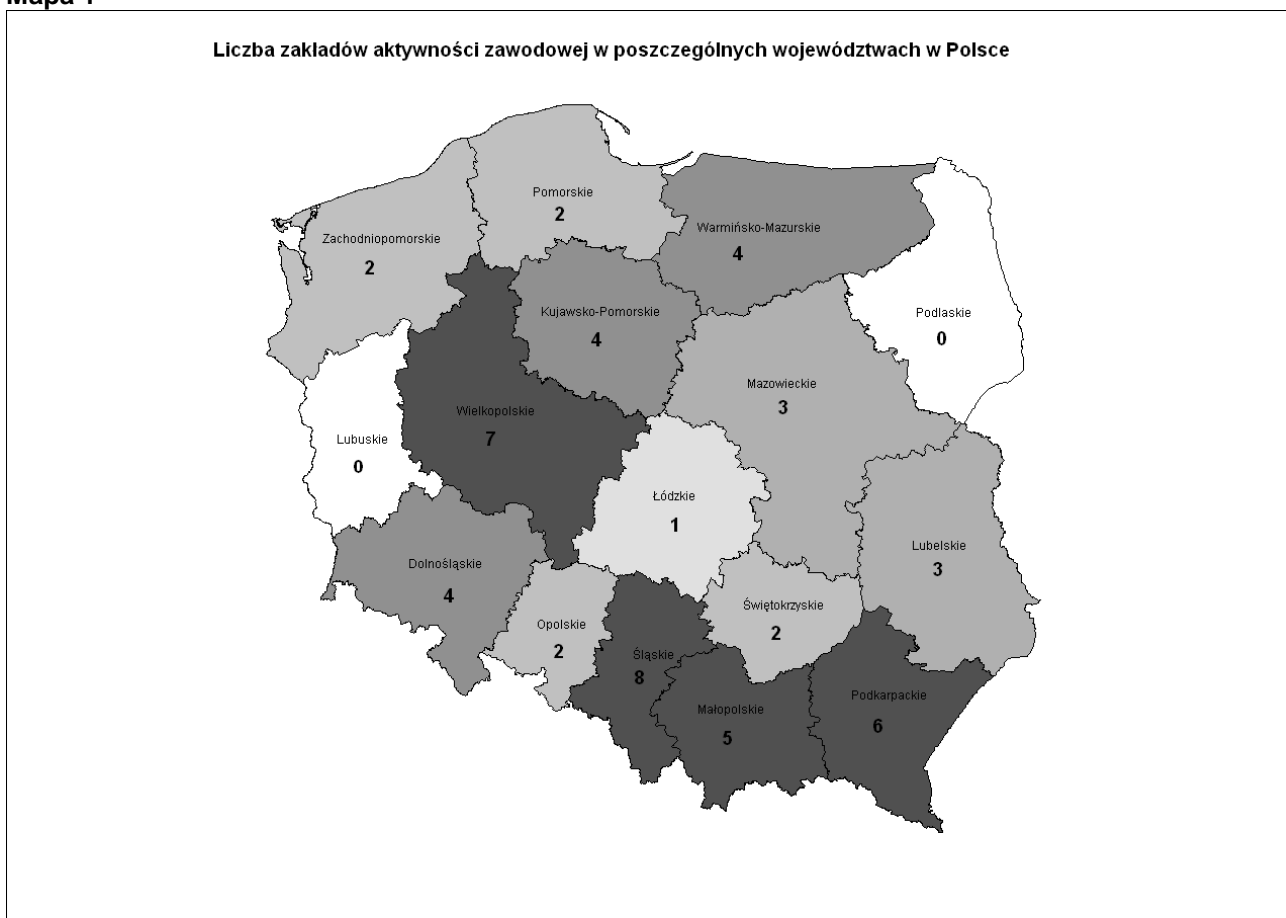 Mapa 1
Liczba zakładów aktywności zawodowej w poszczególnych województwach w Polsce
Pomorskie
2
Zachodniopomorskie
2
Warmińsko-Mazurskie
4
Kujawsko-Pomorskie
4
Podlaskie
0
Mazowieckie
3
Wielkopolskie
7
Lubuskie
0
Łódzkie
1
Lubelskie
3
Dolnośląskie
4
Opolskie
2
Świętokrzyskie
2
Śląskie
8
Małopolskie
5
Podkarpackie
6